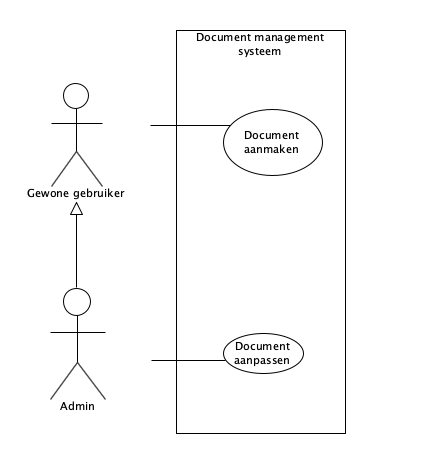 Document management
systeem
Document
aanmaken
Gewone gebruiker
Document
aanpassen
Admin